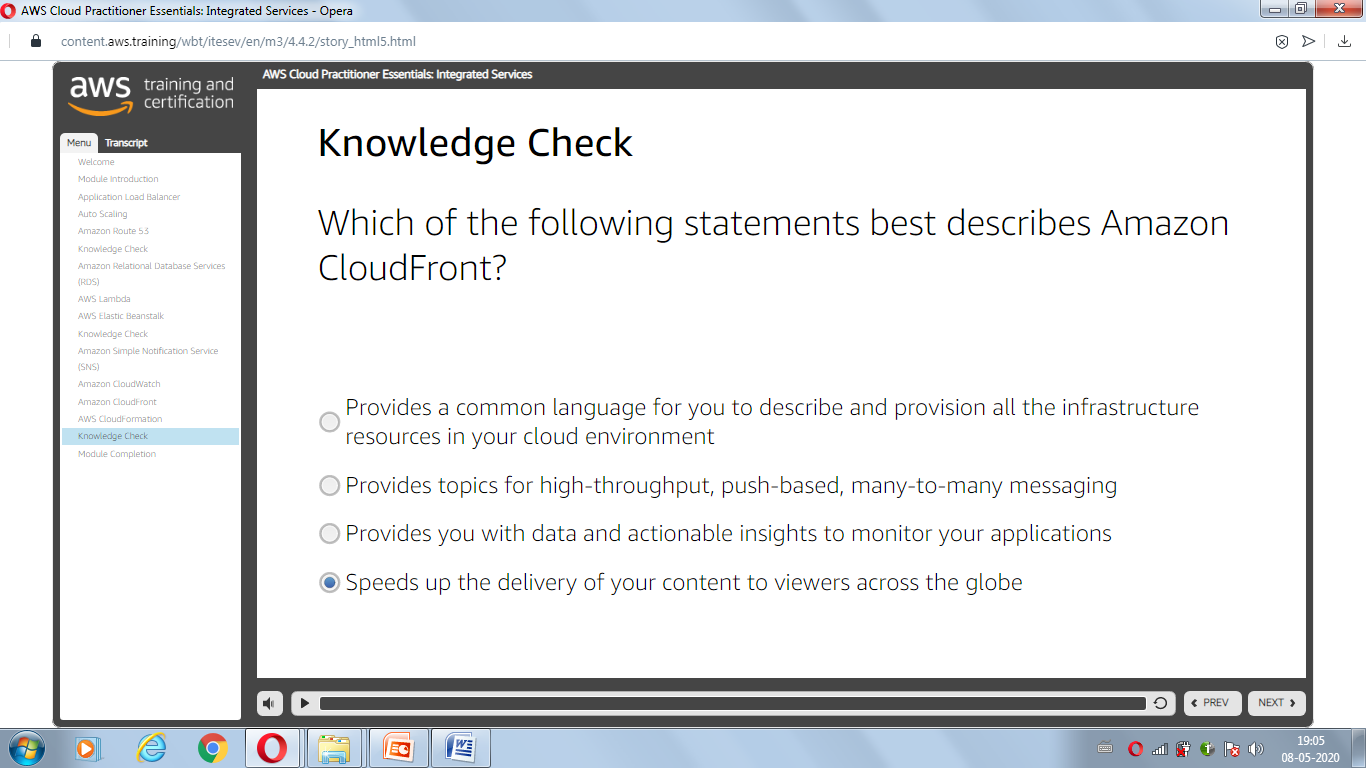 AWS Cloud Practitioner Essentials: Integrated Services - Opera
content.aws.training/wbt/itesev/en/m3/4.4.2/story_html5.html
aws training and
certification
AWS Cloud Practitioner Essentials: Integrated Services
Menu Transcript
Welcome
Module Introduction
Application Load Balancer
Auto Scaling
Amazon Route 53
Knowledge Check
Amazon Relational Database Services
(RDS)
AWS Lambda
AWS Elastic Beanstalk
Knowledge Check
Amazon Simple Notification Service
(SNS)
Amazon CloudWatch
Amazon CloudFront
AWS CloudFormation
Knowledge Check
Module Completion
Knowledge Check
Which of the following statements best describes Amazon
CloudFront?
Provides a common language for you to describe and provision all the infrastructure
resources in your cloud environment
Provides topics for high-throughput, push-based, many-to-many messaging
Provides you with data and actionable insights to monitor your applications
Speeds up the delivery of your content to viewers across the globe
PREV
NEXT
19:05
08-05-2020